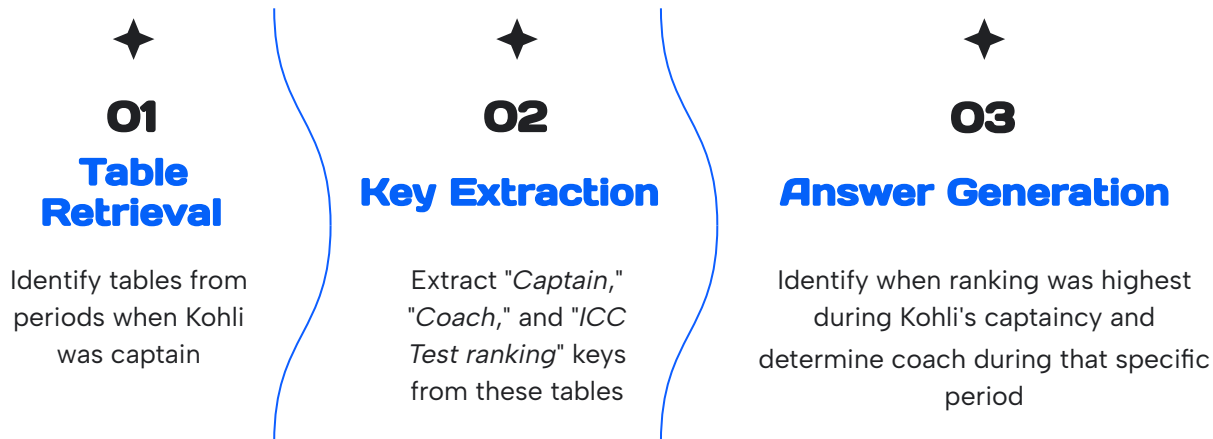 01
Table
Retrieval
Identify tables from
periods when Kohli
was captain
02
Key Extraction
Extract "Captain,"
"Coach," and "ICC
Test ranking" keys
from these tables
03
Answer Generation
Identify when ranking was highest
during Kohli's captaincy and
determine coach during that specific
period